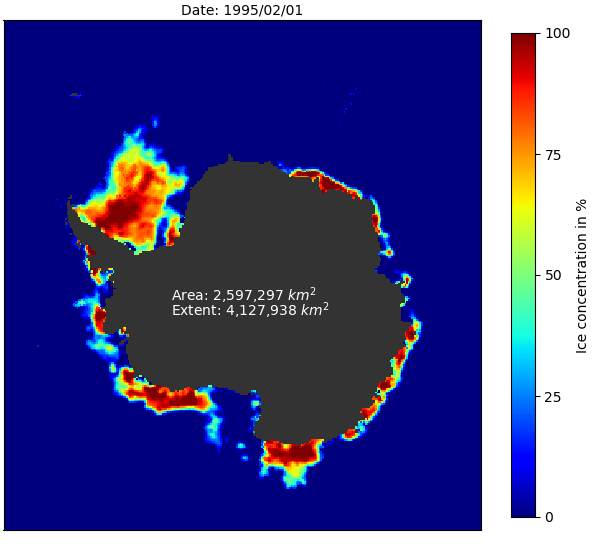 Date: 1995/02/01
100
75
50
25
0
Ice concentration in %
Area: 2,597,297 km²
Extent: 4,127,938 km²